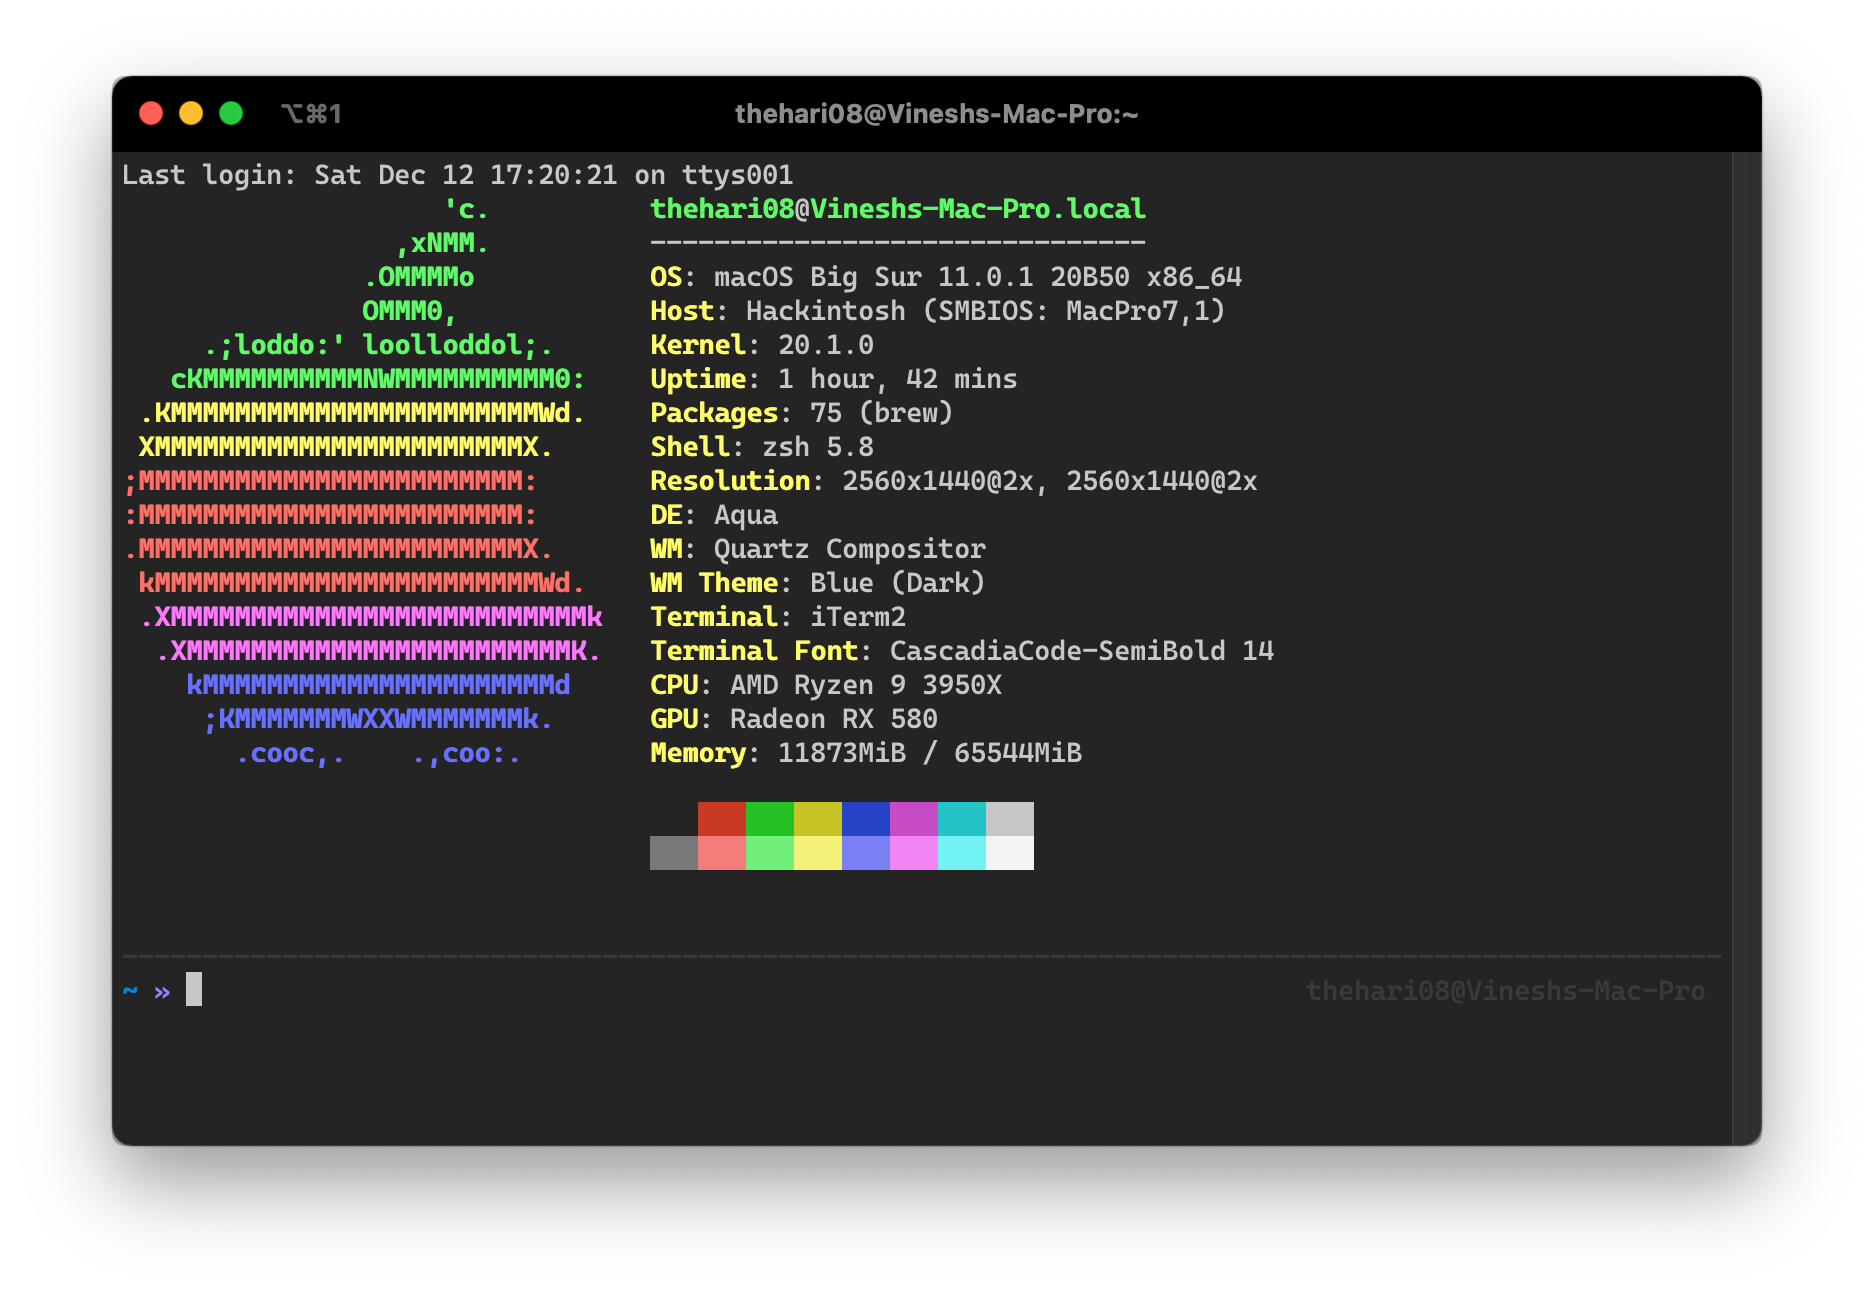 ⌥⌘1
thehari08@Vineshs-Mac-Pro:~
Last login: Sat Dec 12 17:20:21 on ttys001
                    'c.          thehari08@Vineshs-Mac-Pro.local
                 ,xNMM.          -------------------------------
               .OMMMMo           OS: macOS Big Sur 11.0.1 20B50 x86_64
               OMMM0,            Host: Hackintosh (SMBIOS: MacPro7,1)
     .;loddo:' loolloddol;.      Kernel: 20.1.0
   cKMMMMMMMMMMNWMMMMMMMMMM0:    Uptime: 1 hour, 42 mins
 .KMMMMMMMMMMMMMMMMMMMMMMMWd.    Packages: 75 (brew)
 XMMMMMMMMMMMMMMMMMMMMMMMX.      Shell: zsh 5.8
;MMMMMMMMMMMMMMMMMMMMMMMM:       Resolution: 2560x1440@2x, 2560x1440@2x
:MMMMMMMMMMMMMMMMMMMMMMMM:       DE: Aqua
.MMMMMMMMMMMMMMMMMMMMMMMMX.      WM: Quartz Compositor
 kMMMMMMMMMMMMMMMMMMMMMMMMWd.    WM Theme: Blue (Dark)
 .XMMMMMMMMMMMMMMMMMMMMMMMMMMk   Terminal: iTerm2
  .XMMMMMMMMMMMMMMMMMMMMMMMMK.   Terminal Font: CascadiaCode-SemiBold 14
    kMMMMMMMMMMMMMMMMMMMMMMd     CPU: AMD Ryzen 9 3950X
     ;KMMMMMMMWXXWMMMMMMMk.      GPU: Radeon RX 580
       .cooc,.    .,coo:.        Memory: 11873MiB / 65544MiB
~ » thehari08@Vineshs-Mac-Pro